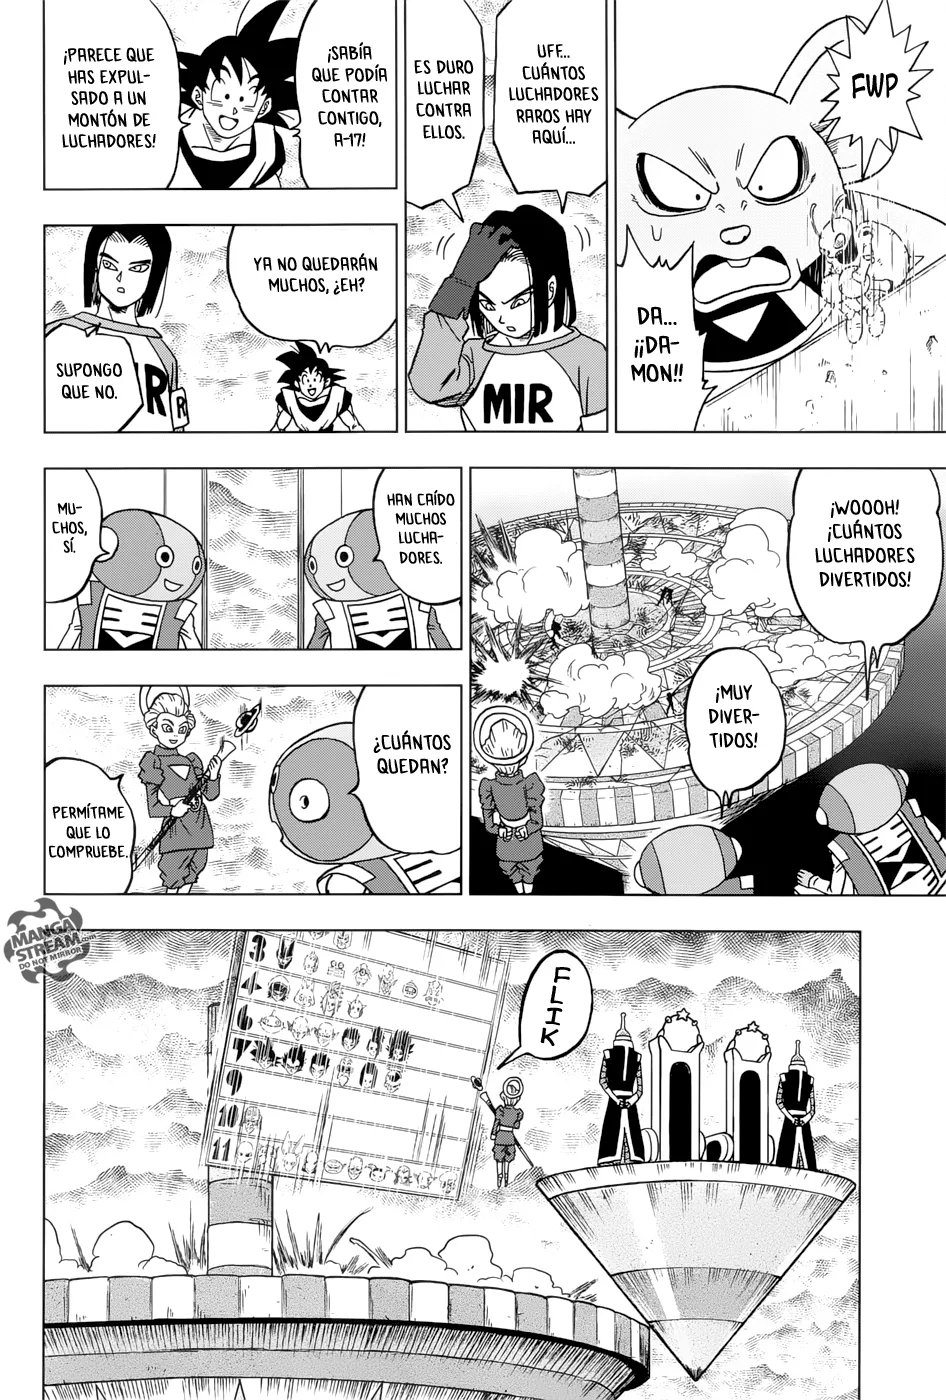 FWP
DA...
¡¡DA-
MON!!
UFF...
CUÁNTOS
LUCHADORES
RAROS HAY
AQUÍ...
ES DURO
LUCHAR
CONTRA
ELLOS.
MIR
¡SABÍA
QUE PODÍA
CONTAR
CONTIGO,
A-17!
¡PARECE QUE
HAS EXPUL-
SADO A UN
MONTÓN DE
LUCHADORES!
YA NO QUEDARÁN
MUCHOS, ¿EH?
SUPONGO
QUE NO.
R
R
¡WOOOH!
¡CUÁNTOS
LUCHADORES
DIVERTIDOS!
¡MUY
DIVER-
TIDOS!
HAN CAÍDO
MUCHOS
LUCHA-
DORES.
MU-
CHOS,
SÍ.
¿CUÁNTOS
QUEDAN?
PERMÍTAME
QUE LO
COMPRUEBE.
MANGA
STREAM.com
DO NOT MIRROR
FLIK
3
4
6
7
9
10
11